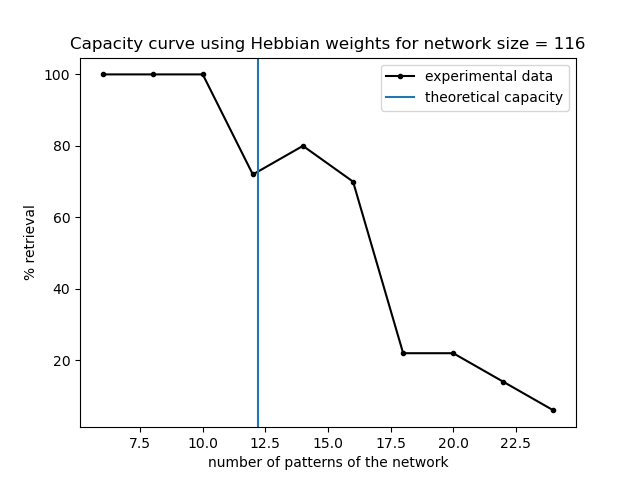 Capacity curve using Hebbian weights for network size = 116
experimental data
theoretical capacity
% retrieval
100
80
60
40
20
7.5 10.0 12.5 15.0 17.5 20.0 22.5
number of patterns of the network